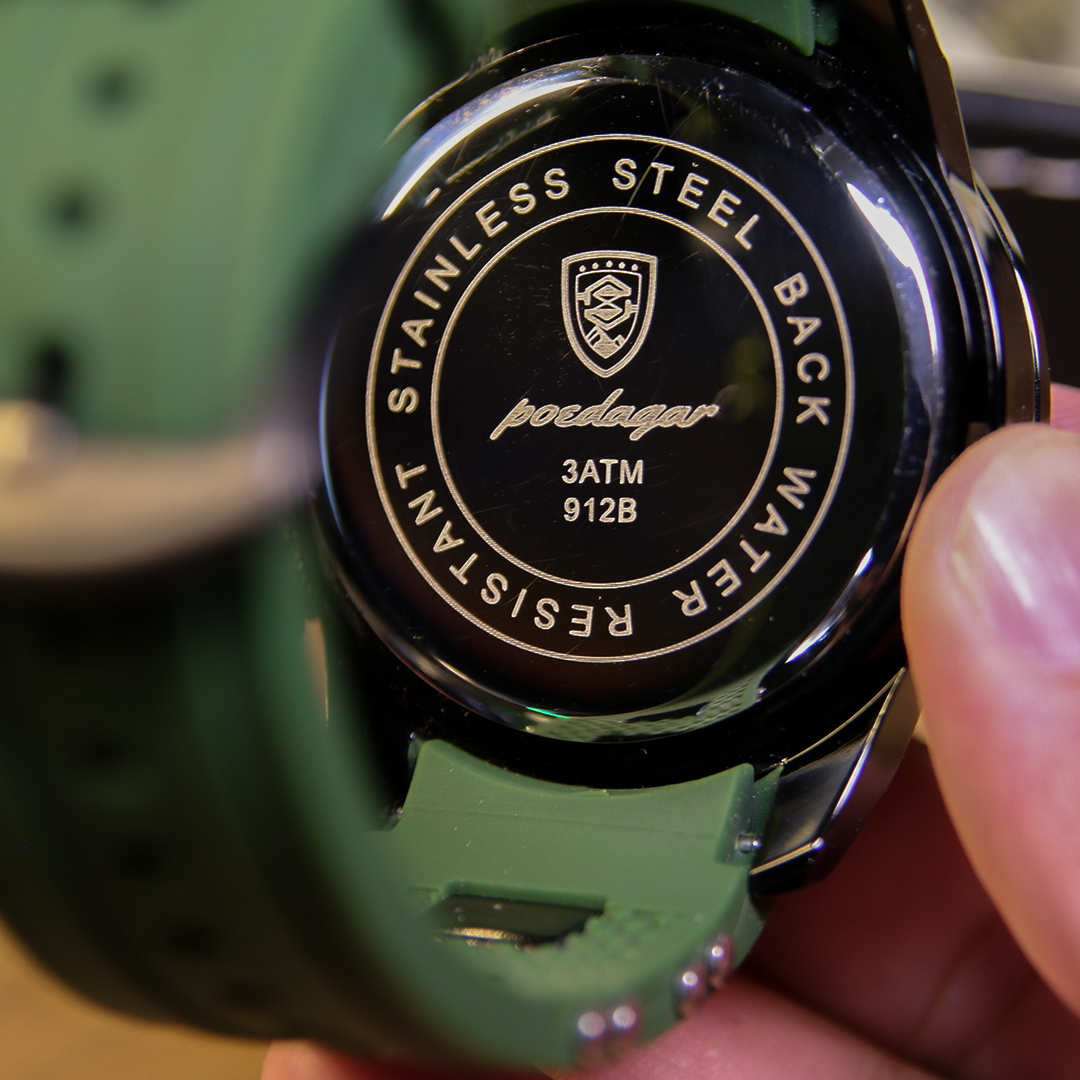 STAINLESS STEEL BACK WATER RESISTANT
poedagar
3ATM
912B